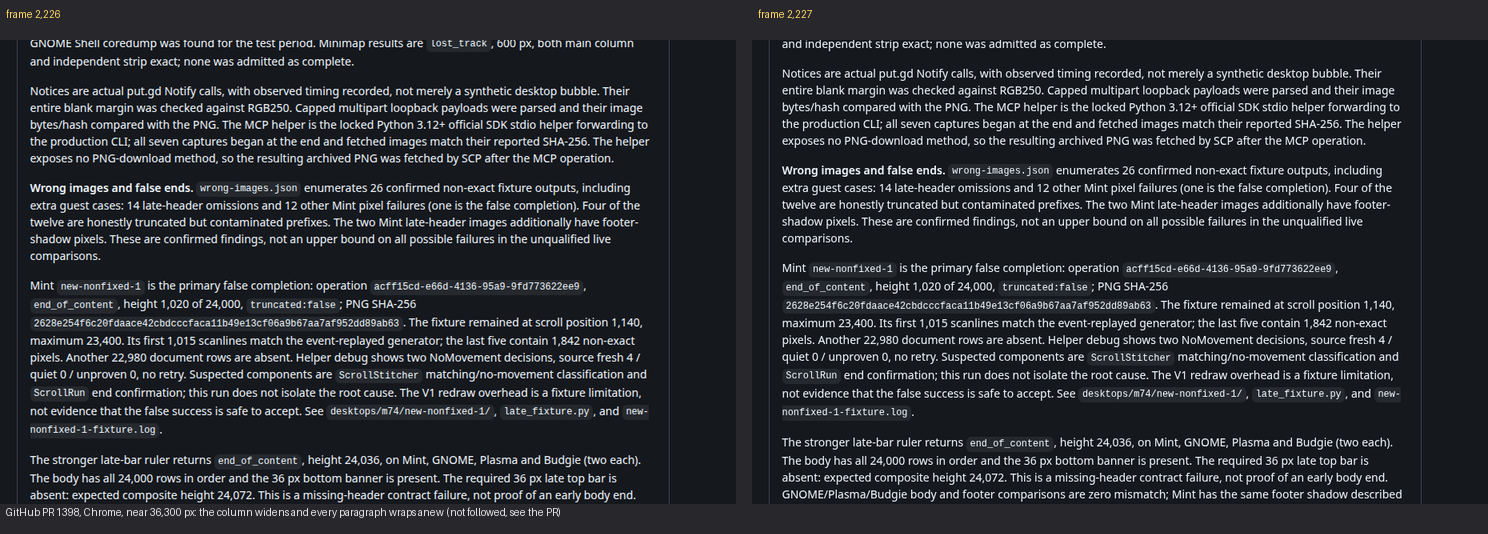 frame 2,226
GNOME Shell coredump was found for the test period. Minimap results are lost_track, 600 px, both main column
and independent strip exact; none was admitted as complete.
Notices are actual put.gd Notify calls, with observed timing recorded, not merely a synthetic desktop bubble. Their
entire blank margin was checked against RGB250. Capped multipart loopback payloads were parsed and their image
bytes/hash compared with the PNG. The MCP helper is the locked Python 3.12+ official SDK stdio helper forwarding to
the production CLI; all seven captures began at the end and fetched images match their reported SHA-256. The helper
exposes no PNG-download method, so the resulting archived PNG was fetched by SCP after the MCP operation.
Wrong images and false ends. wrong-images.json enumerates 26 confirmed non-exact fixture outputs, including
extra guest cases: 14 late-header omissions and 12 other Mint pixel failures (one is the false completion). Four of the
twelve are honestly truncated but contaminated prefixes. The two Mint late-header images additionally have footer-
shadow pixels. These are confirmed findings, not an upper bound on all possible failures in the unqualified live
comparisons.
Mint new-nonfixed-1 is the primary false completion: operation acff15cd-e66d-4136-95a9-9fd773622ee9,
end_of_content, height 1,020 of 24,000, truncated:false; PNG SHA-256
2628e254f6c20fdaace42cbdcccfaca11b49e13cf06a9b67aa7af952dd89ab63. The fixture remained at scroll position 1,140,
maximum 23,400. Its first 1,015 scanlines match the event-replayed generator; the last five contain 1,842 non-exact
pixels. Another 22,980 document rows are absent. Helper debug shows two NoMovement decisions, source fresh 4 /
quiet 0 / unproven 0, no retry. Suspected components are ScrollStitcher matching/no-movement classification and
ScrollRun end confirmation; this run does not isolate the root cause. The V1 redraw overhead is a fixture limitation,
not evidence that the false success is safe to accept. See desktops/m74/new-nonfixed-1/, late_fixture.py, and new-
nonfixed-1-fixture.log.
The stronger late-bar ruler returns end_of_content, height 24,036, on Mint, GNOME, Plasma and Budgie (two each).
The body has all 24,000 rows in order and the 36 px bottom banner is present. The required 36 px late top bar is
absent: expected composite height 24,072. This is a missing-header contract failure, not proof of an early body end.
frame 2,227
and independent strip exact; none was admitted as complete.
Notices are actual put.gd Notify calls, with observed timing recorded, not merely a synthetic desktop bubble. Their
entire blank margin was checked against RGB250. Capped multipart loopback payloads were parsed and their image
bytes/hash compared with the PNG. The MCP helper is the locked Python 3.12+ official SDK stdio helper forwarding to
the production CLI; all seven captures began at the end and fetched images match their reported SHA-256. The helper
exposes no PNG-download method, so the resulting archived PNG was fetched by SCP after the MCP operation.
Wrong images and false ends. wrong-images.json enumerates 26 confirmed non-exact fixture outputs, including
extra guest cases: 14 late-header omissions and 12 other Mint pixel failures (one is the false completion). Four of the
twelve are honestly truncated but contaminated prefixes. The two Mint late-header images additionally have footer-
shadow pixels. These are confirmed findings, not an upper bound on all possible failures in the unqualified live
comparisons.
Mint new-nonfixed-1 is the primary false completion: operation acff15cd-e66d-4136-95a9-9fd773622ee9,
end_of_content, height 1,020 of 24,000, truncated:false; PNG SHA-256
2628e254f6c20fdaace42cbdcccfaca11b49e13cf06a9b67aa7af952dd89ab63. The fixture remained at scroll position 1,140,
maximum 23,400. Its first 1,015 scanlines match the event-replayed generator; the last five contain 1,842 non-exact
pixels. Another 22,980 document rows are absent. Helper debug shows two NoMovement decisions, source fresh 4 /
quiet 0 / unproven 0, no retry. Suspected components are ScrollStitcher matching/no-movement classification and
ScrollRun end confirmation; this run does not isolate the root cause. The V1 redraw overhead is a fixture limitation,
not evidence that the false success is safe to accept. See desktops/m74/new-nonfixed-1/, late_fixture.py, and new-
nonfixed-1-fixture.log.
The stronger late-bar ruler returns end_of_content, height 24,036, on Mint, GNOME, Plasma and Budgie (two each).
The body has all 24,000 rows in order and the 36 px bottom banner is present. The required 36 px late top bar is
absent: expected composite height 24,072. This is a missing-header contract failure, not proof of an early body end.
GNOME/Plasma/Budgie body and footer comparisons are zero mismatch; Mint has the same footer shadow described
GitHub PR 1398, Chrome, near 36,300 px: the column widens and every paragraph wraps anew (not followed, see the PR)